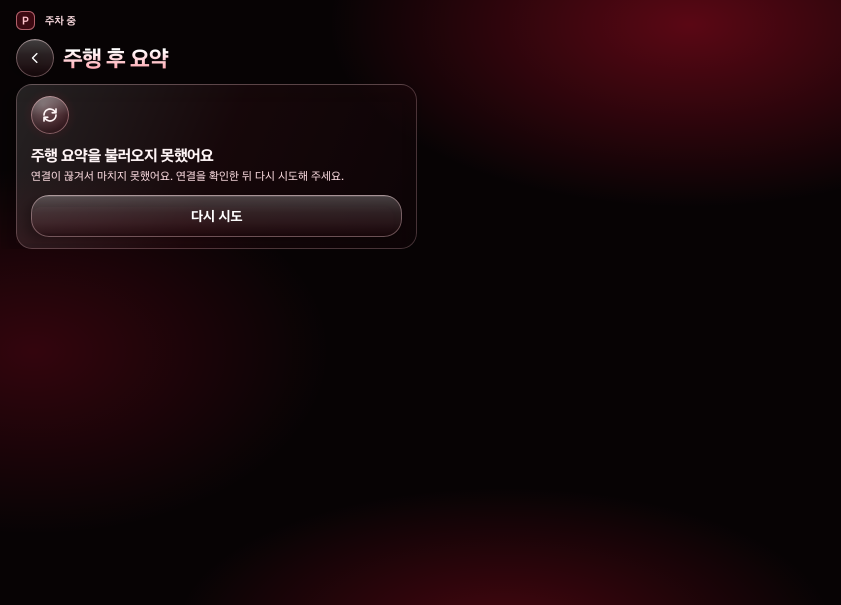 P 주차 중
주행 후 요약
주행 요약을 불러오지 못했어요
연결이 끊겨서 마치지 못했어요. 연결을 확인한 뒤 다시 시도해 주세요.
다시 시도